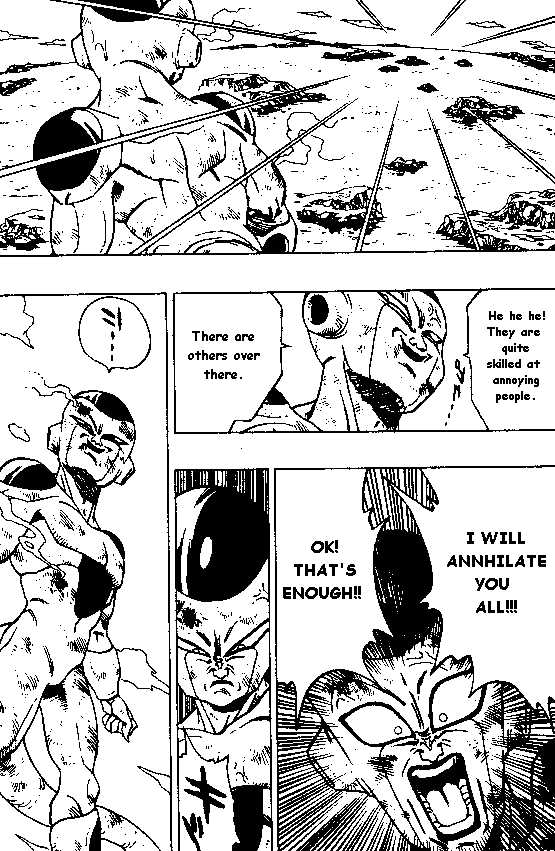 He he he!
They are
quite
skilled at
annoying
people.
There are
others over
there.
OK!
THAT'S
ENOUGH!!
I WILL
ANNHILATE
YOU
ALL!!!